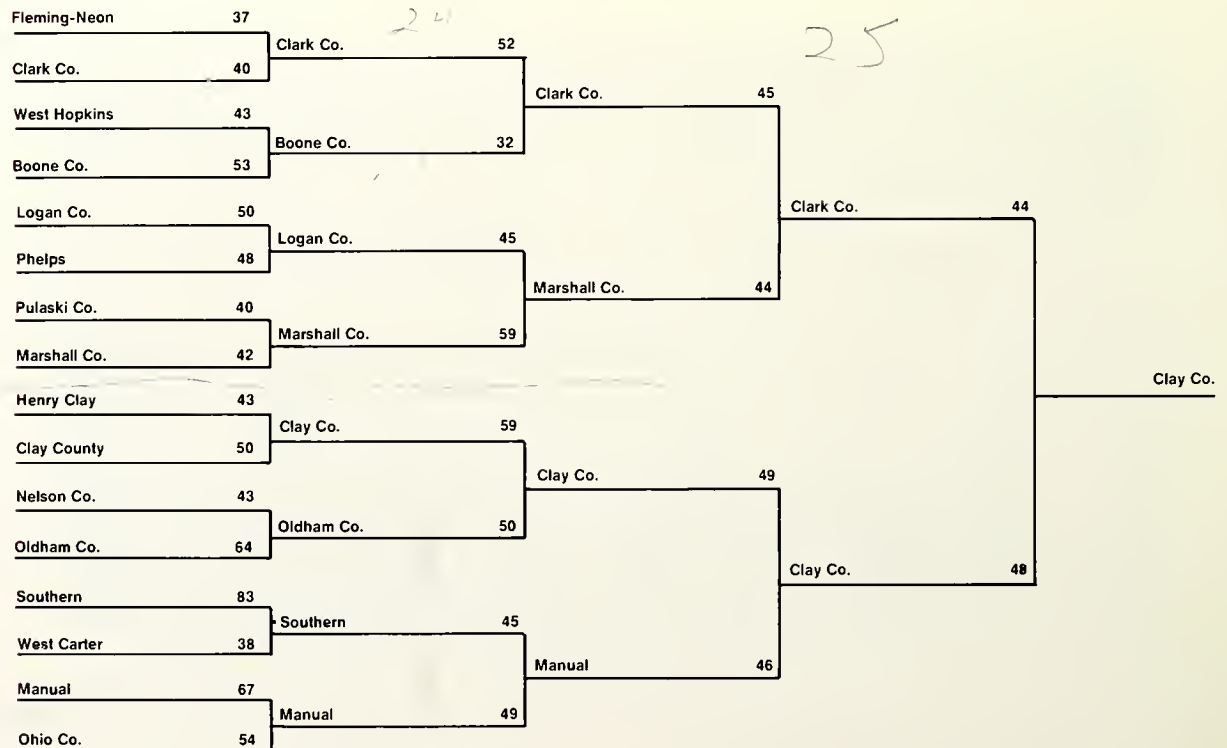 Fleming-Neon 37
24
25
Clark Co. 52
Clark Co. 40
Clark Co. 45
West Hopkins 43
Boone Co. 32
Boone Co. 53
Logan Co. 50
Clark Co. 44
Logan Co. 45
Phelps 48
Marshall Co. 44
Pulaski Co. 40
Marshall Co. 59
Marshall Co. 42
Clay Co.
Henry Clay 43
Clay Co. 59
Clay County 50
Clay Co. 49
Nelson Co. 43
Oldham Co. 50
Oldham Co. 64
Clay Co. 48
Southern 83
Southern 45
West Carter 38
Manual 46
Manual 67
Manual 49
Ohio Co. 54